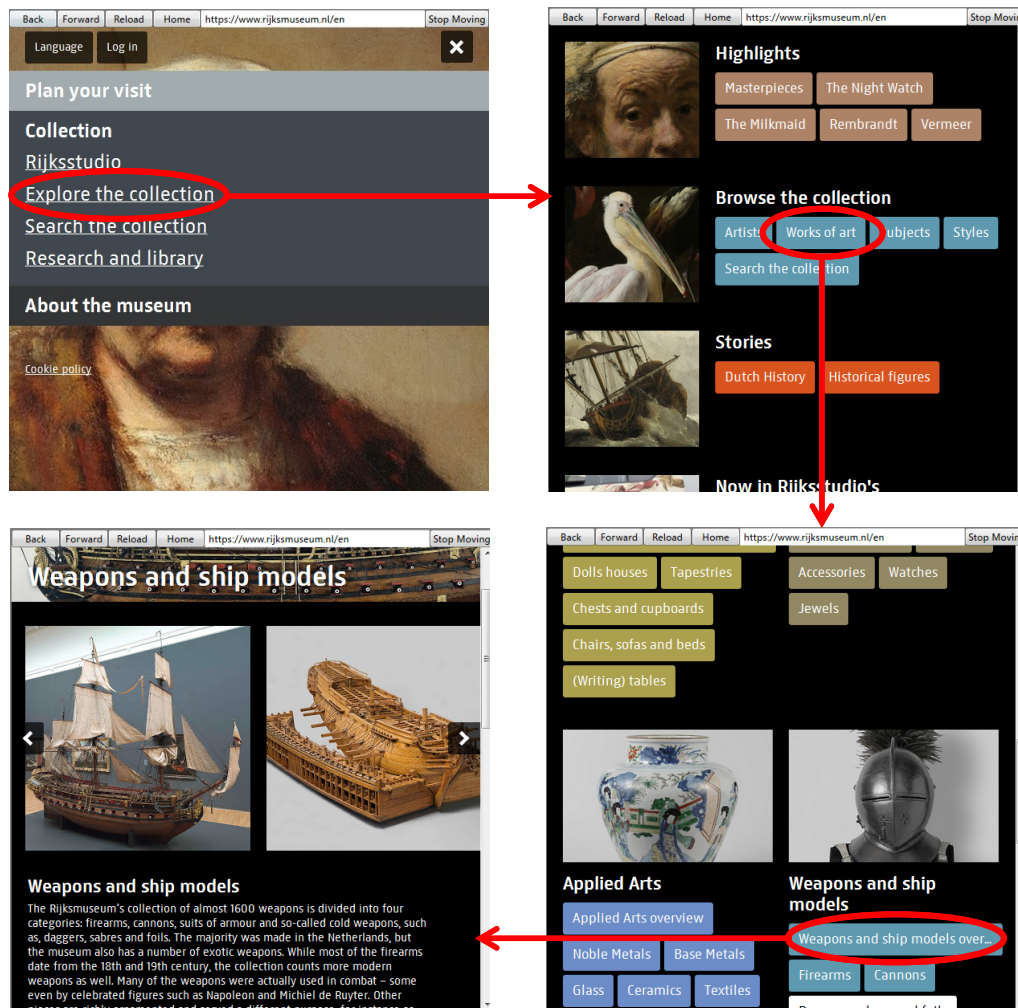 Back Forward Reload Home https://www.rijksmuseum.nl/en Stop Moving
Language Log in
Plan your visit
Collection
Rijksstudio
Explore the collection
Search the collection
Research and library
About the museum
Cookie policy
Back Forward Reload Home https://www.rijksmuseum.nl/en Stop Movin
Highlights
Masterpieces The Night Watch
The Milkmaid Rembrandt Vermeer
Browse the collection
Artists Works of art Subjects Styles
Search the collection
Stories
Dutch History Historical figures
Now in Rijksstudio's
Back Forward Reload Home https://www.rijksmuseum.nl/en Stop Moving
Weapons and ship models
Weapons and ship models
The Rijksmuseum's collection of almost 1600 weapons is divided into four
categories: firearms, cannons, suits of armour and so-called cold weapons, such
as, daggers, sabres and foils. The majority was made in the Netherlands, but
the museum also has a number of exotic weapons. While most of the firearms
date from the 18th and 19th century, the collection counts more modern
weapons as well. Many of the weapons were actually used in combat – some
even by celebrated figures such as Napoleon and Michiel de Ruyter. Other
Back Forward Reload Home https://www.rijksmuseum.nl/en Stop Movin
Dolls houses Tapestries
Chests and cupboards
Chairs, sofas and beds
(Writing) tables
Accessories Watches
Jewels
Applied Arts
Applied Arts overview
Noble Metals Base Metals
Glass Ceramics Textiles
Weapons and ship
models
Weapons and ship models over...
Firearms Cannons